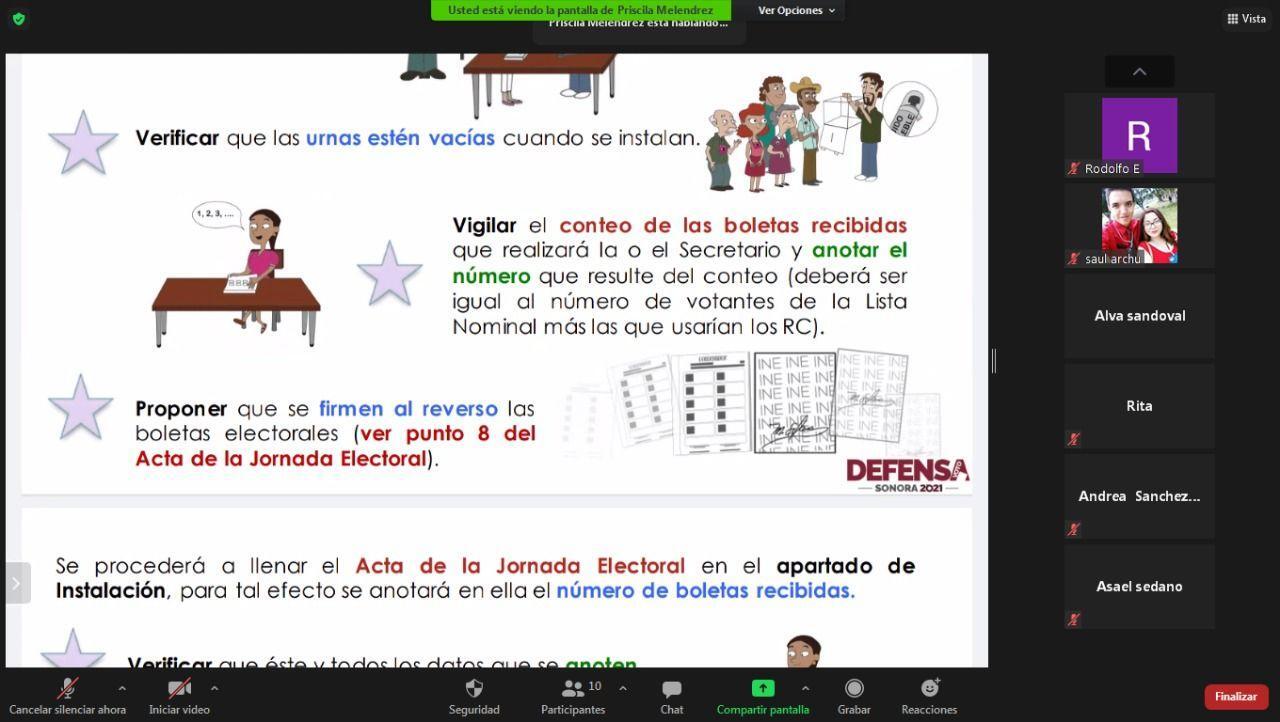 Usted está viendo la pantalla de Priscila Melendrez
Ver Opciones
Priscila Melendrez está hablando...
Vista
Verificar que las urnas estén vacías cuando se instalan.
1, 2, 3, ....
Vigilar el conteo de las boletas recibidas
que realizará la o el Secretario y anotar el
número que resulte del conteo (deberá ser
igual al número de votantes de la Lista
Nominal más las que usarían los RC).
Proponer que se firmen al reverso las
boletas electorales (ver punto 8 del
Acta de la Jornada Electoral).
INE INE INE
INE INE INE
INE INE INE
INE INE INE
DEFENSA
VOTO
SONORA 2021
Se procederá a llenar el Acta de la Jornada Electoral en el apartado de
Instalación, para tal efecto se anotará en ella el número de boletas recibidas.
Verificar que éste y todos los datos que se anoten
R
Rodolfo E
saul archu
Alva sandoval
Rita
Andrea Sanchez...
Asael sedano
Cancelar silenciar ahora
Iniciar video
Seguridad
10
Participantes
Chat
Compartir pantalla
Grabar
Reacciones
Finalizar